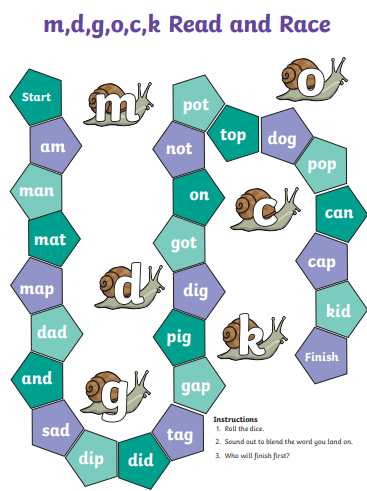 m,d,g,o,c,k Read and Race
Start
am
man
mat
map
dad
and
sad
dip
did
tag
gap
pig
dig
got
on
not
pot
top
dog
pop
can
cap
kid
Finish
m
o
c
d
k
g
Instructions
1. Roll the dice.
2. Sound out to blend the word you land on.
3. Who will finish first?